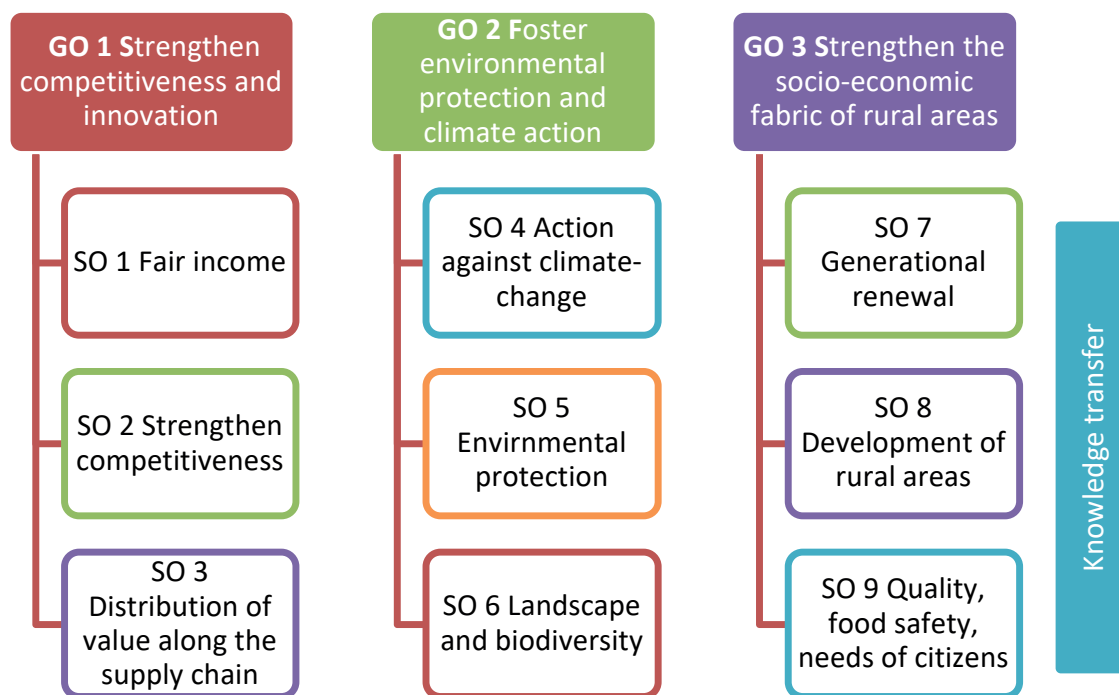 GO 1 Strengthen
competitiveness and
innovation
SO 1 Fair income
SO 2 Strengthen
competitiveness
SO 3
Distribution of
value along the
supply chain
GO 2 Foster
environmental
protection and
climate action
SO 4 Action
against climate-
change
SO 5
Envirnmental
protection
SO 6 Landscape
and biodiversity
GO 3 Strengthen the
socio-economic
fabric of rural areas
SO 7
Generational
renewal
SO 8
Development of
rural areas
SO 9 Quality,
food safety,
needs of citizens
Knowledge transfer